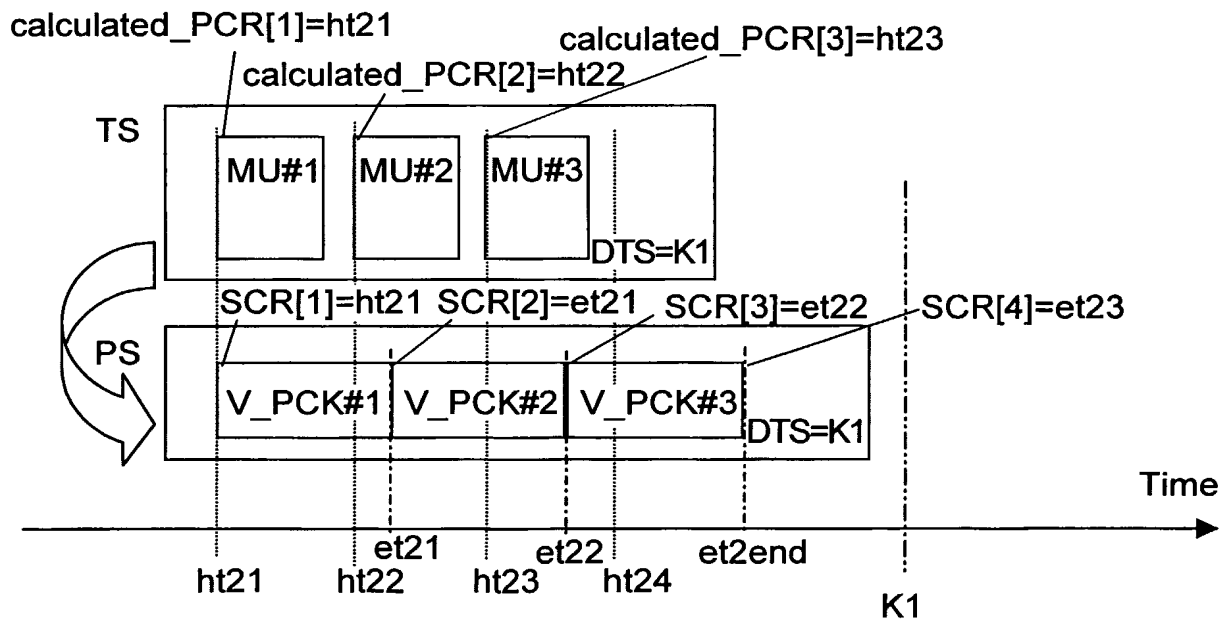 calculated_PCR[1]=ht21
calculated_PCR[3]=ht23
calculated_PCR[2]=ht22
TS
MU#1 MU#2 MU#3
DTS=K1
SCR[1]=ht21 SCR[2]=et21 SCR[3]=et22 SCR[4]=et23
PS
V_PCK#1 V_PCK#2 V_PCK#3
DTS=K1
Time
et21 et22 et2end
ht21 ht22 ht23 ht24
K1